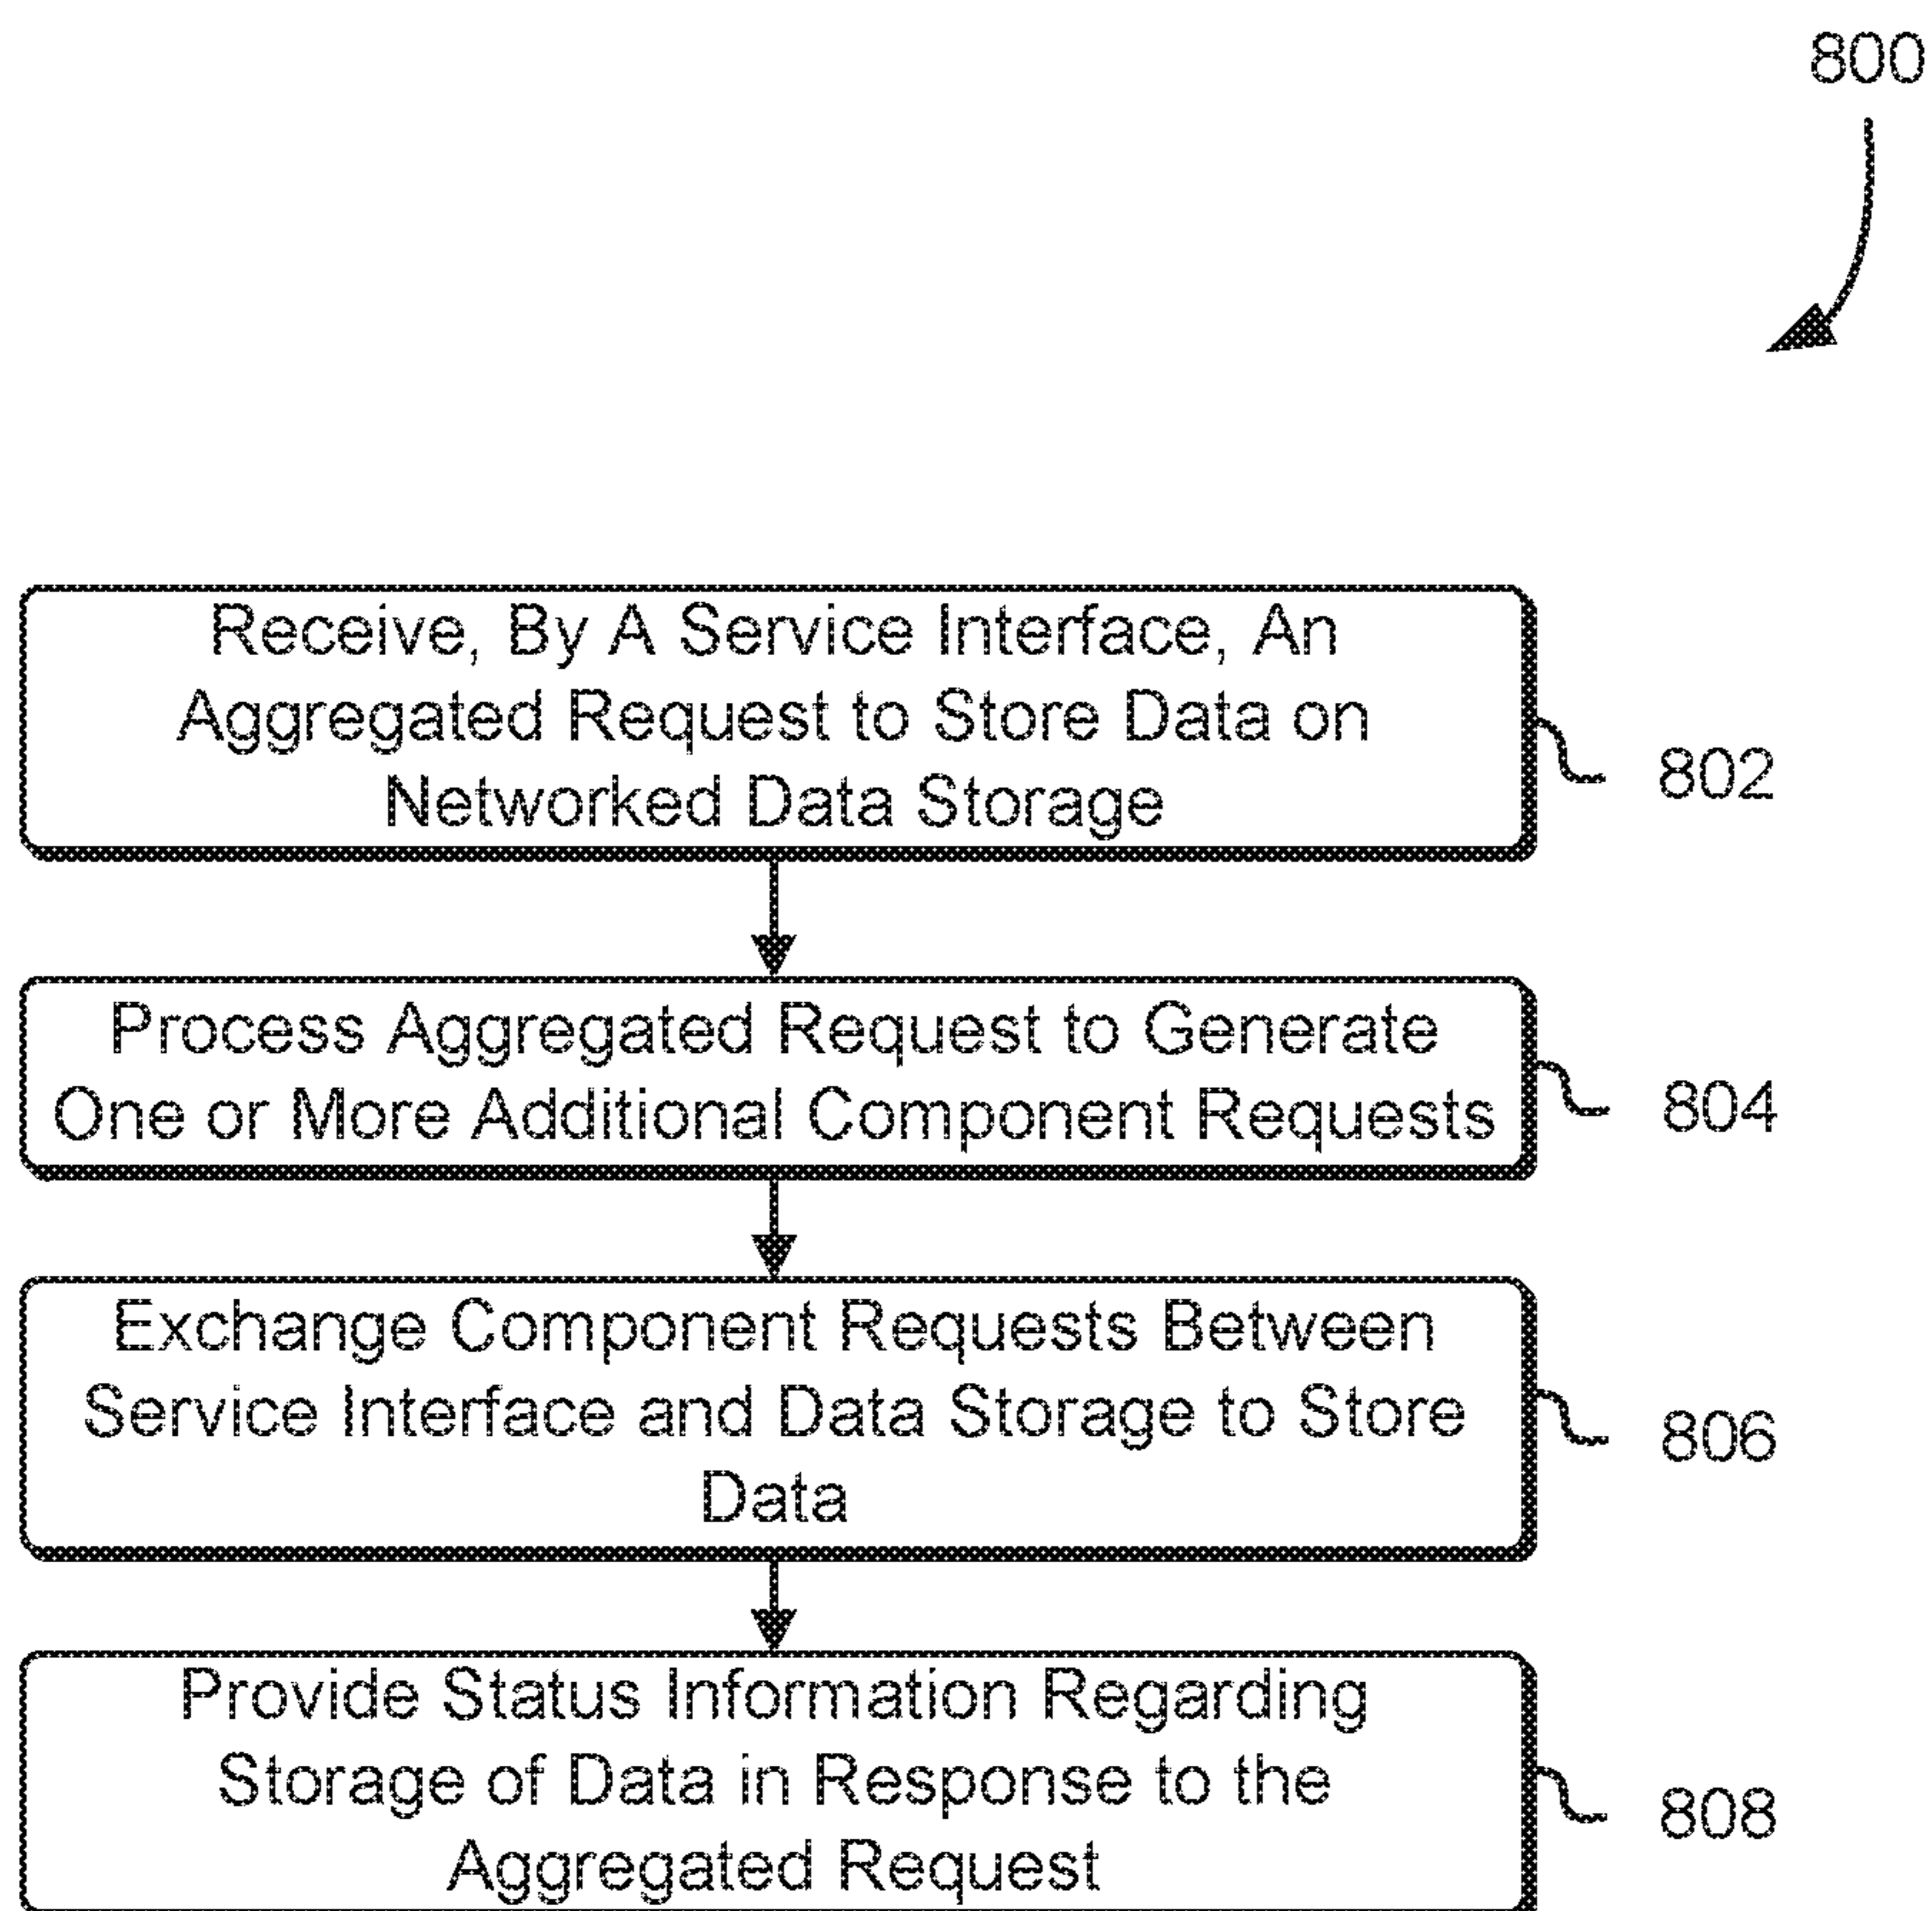 800
Receive, By A Service Interface, An
Aggregated Request to Store Data on
Networked Data Storage
802
Process Aggregated Request to Generate
One or More Additional Component Requests
804
Exchange Component Requests Between
Service Interface and Data Storage to Store
Data
806
Provide Status Information Regarding
Storage of Data in Response to the
Aggregated Request
808